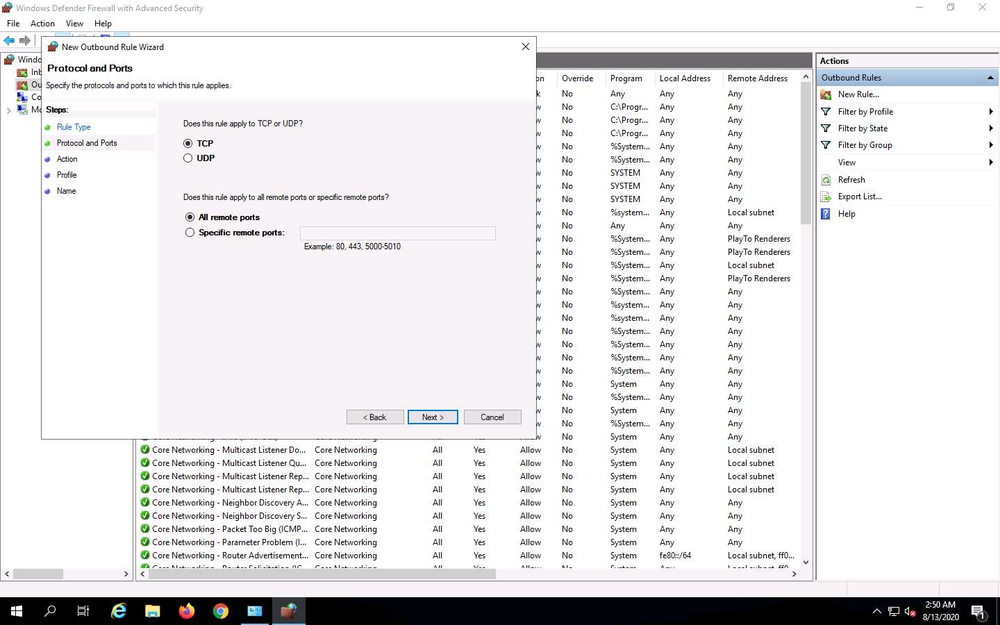 Windows Defender Firewall with Advanced Security
File Action View Help
New Outbound Rule Wizard
Protocol and Ports
Specify the protocols and ports to which this rule applies.
Steps:
Rule Type
Protocol and Ports
Action
Profile
Name
Does this rule apply to TCP or UDP?
TCP
UDP
Does this rule apply to all remote ports or specific remote ports?
All remote ports
Specific remote ports:
Example: 80, 443, 5000-5010
< Back Next > Cancel
Override Program Local Address Remote Address
No Any Any Any
No C:\Progr... Any Any
No C:\Progr... Any Any
No C:\Progr... Any Any
No %System... Any Any
No %System... Any Any
No SYSTEM Any Any
No SYSTEM Any Any
No SYSTEM Any Any
No %system... Any Local subnet
No Any Any Any
No %System... Any PlayTo Renderers
No %System... Any PlayTo Renderers
No %System... Any Local subnet
No %System... Any PlayTo Renderers
No %System... Any Any
No %system... Any Any
No %system... Any Any
No %System... Any Any
No %System... Any Any
No %System... Any Any
No %System... Any Any
No System Any Any
No %System... Any Any
No System Any Any
No %System... Any Any
No System Any Any
Core Networking - Multicast Listener Do... Core Networking All Yes Allow No System Any Local subnet
Core Networking - Multicast Listener Qu... Core Networking All Yes Allow No System Any Local subnet
Core Networking - Multicast Listener Rep... Core Networking All Yes Allow No System Any Local subnet
Core Networking - Multicast Listener Rep... Core Networking All Yes Allow No System Any Local subnet
Core Networking - Neighbor Discovery A... Core Networking All Yes Allow No System Any Any
Core Networking - Neighbor Discovery S... Core Networking All Yes Allow No System Any Any
Core Networking - Packet Too Big (ICMP... Core Networking All Yes Allow No System Any Any
Core Networking - Parameter Problem (I... Core Networking All Yes Allow No System Any Any
Core Networking - Router Advertisement... Core Networking All Yes Allow No System fe80::/64 Local subnet, ff0...
Actions
Outbound Rules
New Rule...
Filter by Profile
Filter by State
Filter by Group
View
Refresh
Export List...
Help
2:50 AM
8/13/2020
1